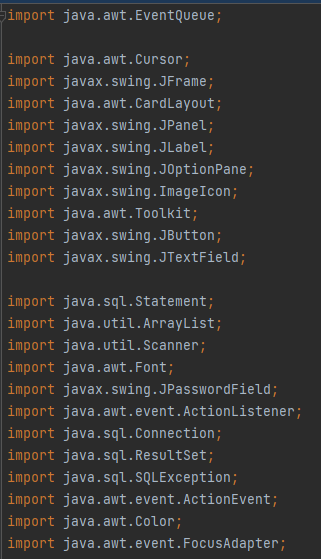 import java.awt.EventQueue;
import java.awt.Cursor;
import javax.swing.JFrame;
import java.awt.CardLayout;
import javax.swing.JPanel;
import javax.swing.JLabel;
import javax.swing.JOptionPane;
import javax.swing.ImageIcon;
import java.awt.Toolkit;
import javax.swing.JButton;
import javax.swing.JTextField;
import java.sql.Statement;
import java.util.ArrayList;
import java.util.Scanner;
import java.awt.Font;
import javax.swing.JPasswordField;
import java.awt.event.ActionListener;
import java.sql.Connection;
import java.sql.ResultSet;
import java.sql.SQLException;
import java.awt.event.ActionEvent;
import java.awt.Color;
import java.awt.event.FocusAdapter;